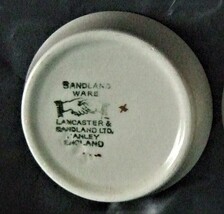 SANDLAND
WARE
LANCASTER &
SANDLAND LTD.
HANLEY
ENGLAND